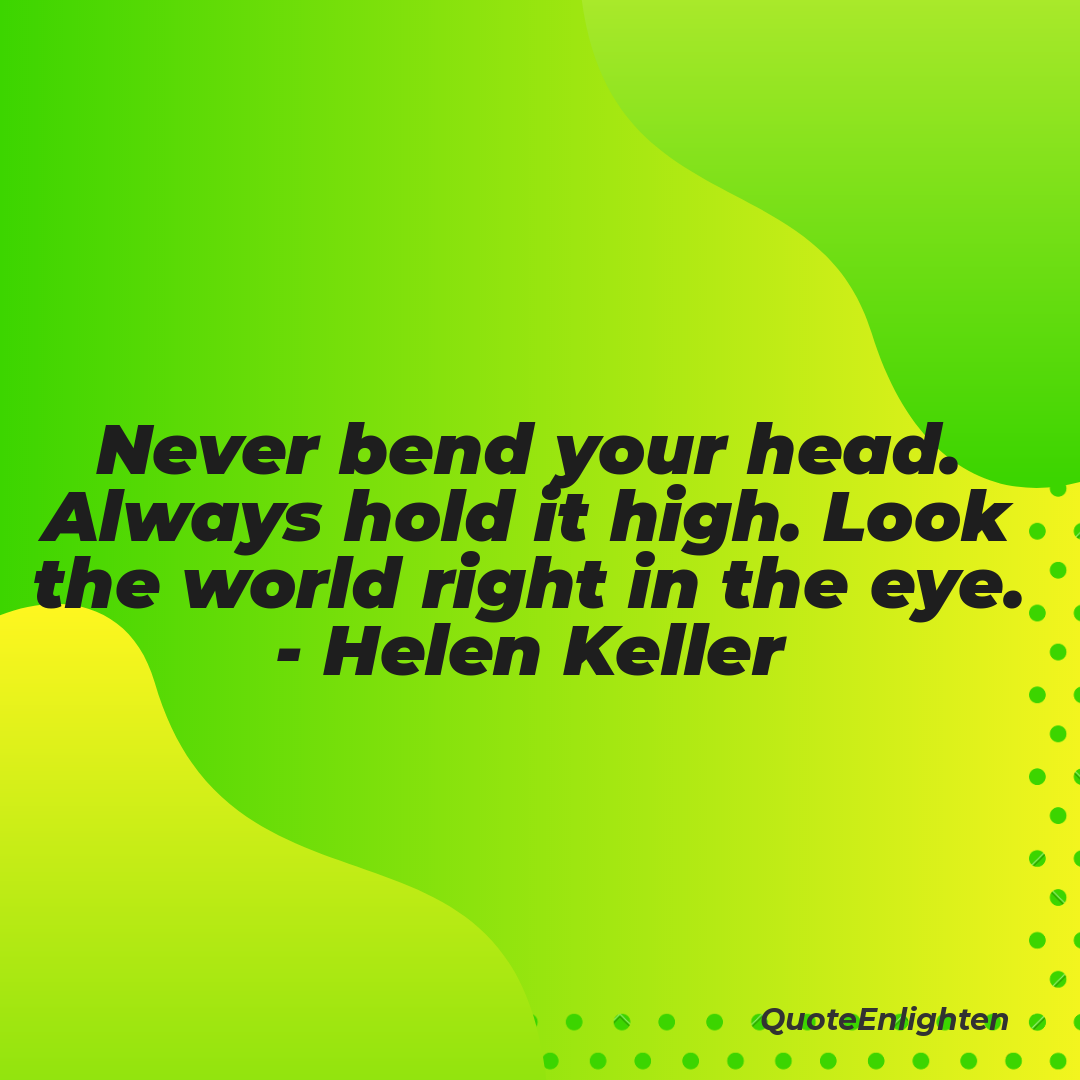 Never bend your head.
Always hold it high. Look
the world right in the eye.
- Helen Keller
QuoteEnlighten